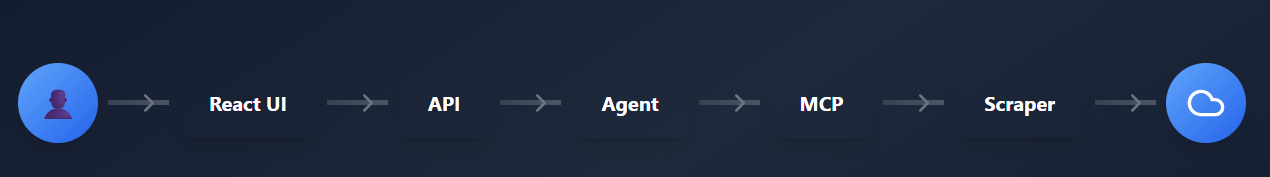 React UI
API
Agent
MCP
Scraper